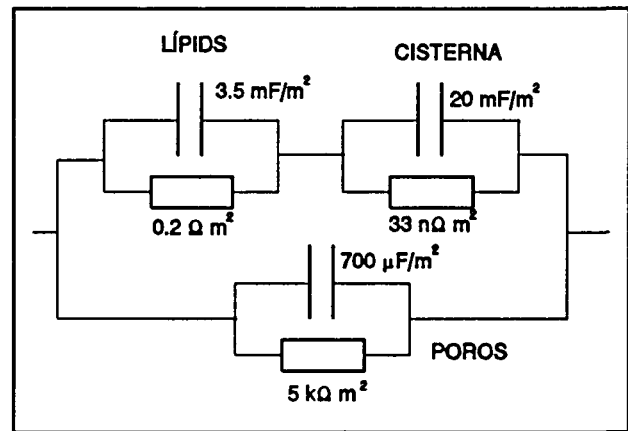 LÍPIDS
3.5 mF/m²
0.2 Ω m²
CISTERNA
20 mF/m²
33 nΩ m²
700 µF/m²
5 kΩ m²
POROS